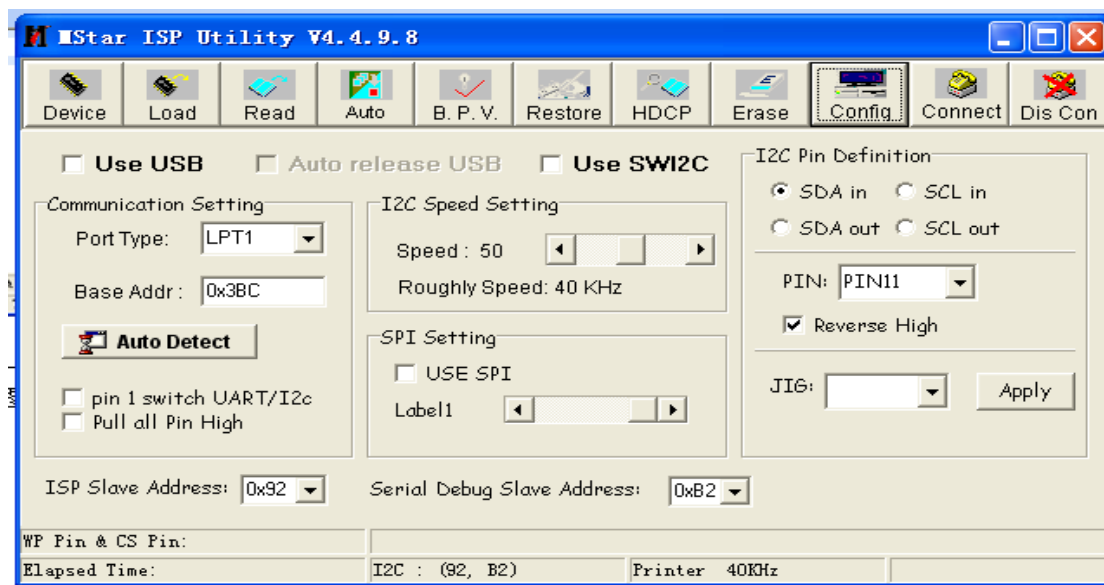 MStar ISP Utility V4.4.9.8
Device Load Read Auto B. P. V. Restore HDCP Erase Config Connect Dis Con
Use USB Auto release USB Use SWI2C
Communication Setting
Port Type: LPT1
Base Addr: 0x3BC
Auto Detect
pin 1 switch UART/I2c
Pull all Pin High
I2C Speed Setting
Speed : 50
Roughly Speed: 40 KHz
SPI Setting
USE SPI
Label1
I2C Pin Definition
SDA in SCL in
SDA out SCL out
PIN: PIN11
Reverse High
JIG: Apply
ISP Slave Address: 0x92 Serial Debug Slave Address: 0xB2
WP Pin & CS Pin:
Elapsed Time: I2C : (92, B2) Printer 40KHz